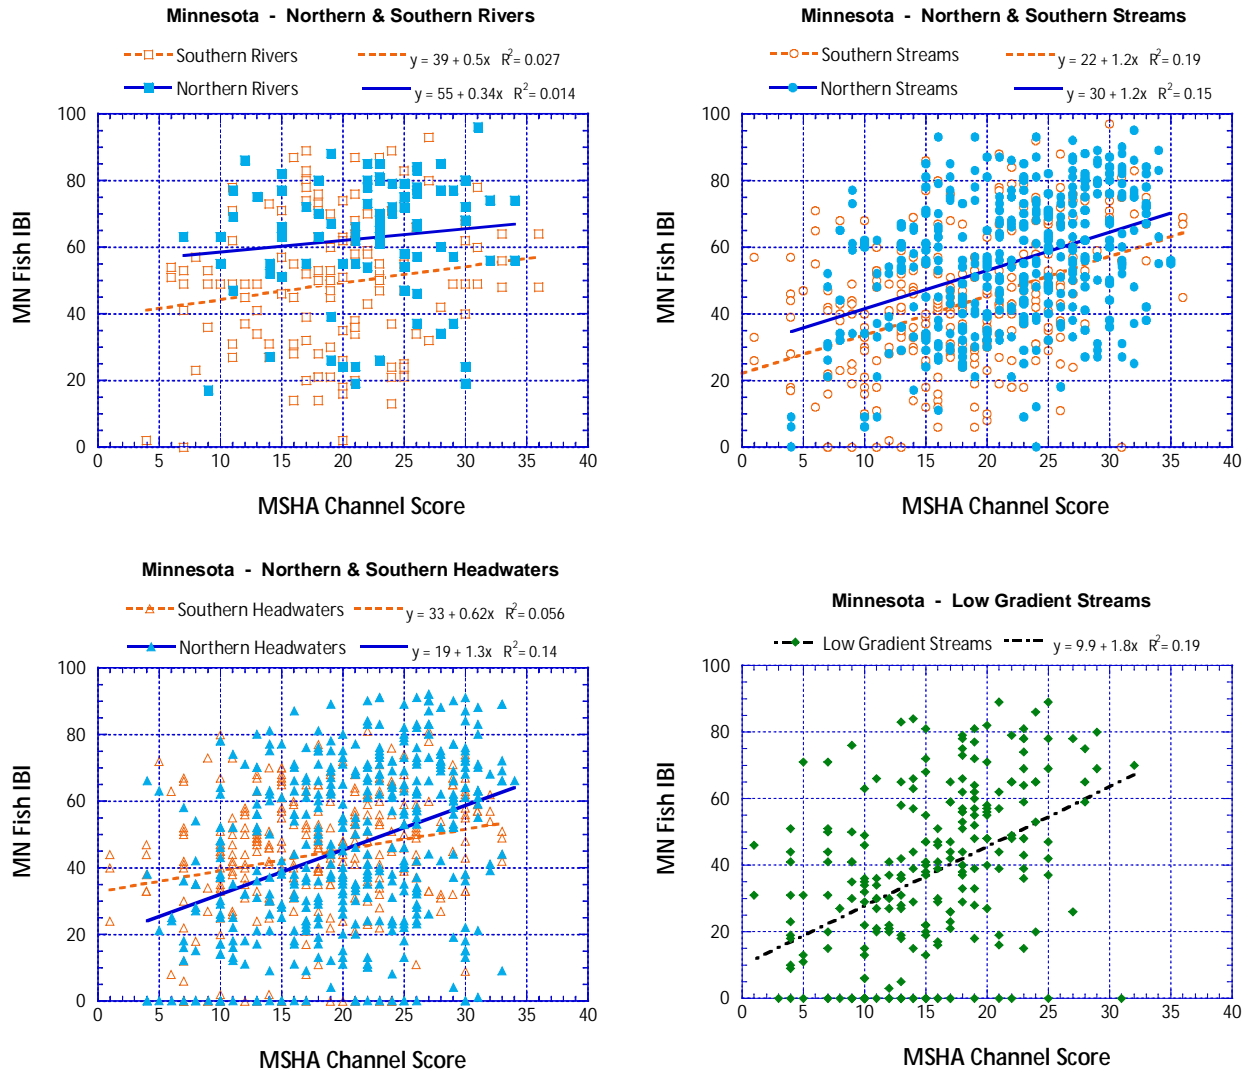 Minnesota - Northern & Southern Rivers
Southern Rivers y = 39 + 0.5x R²= 0.027
Northern Rivers y = 55 + 0.34x R²= 0.014
100
80
60
40
20
0
0 5 10 15 20 25 30 35 40
MN Fish IBI
MSHA Channel Score
Minnesota - Northern & Southern Streams
Southern Streams y = 22 + 1.2x R²= 0.19
Northern Streams y = 30 + 1.2x R²= 0.15
100
80
60
40
20
0
0 5 10 15 20 25 30 35 40
MN Fish IBI
MSHA Channel Score
Minnesota - Northern & Southern Headwaters
Southern Headwaters y = 33 + 0.62x R²= 0.056
Northern Headwaters y = 19 + 1.3x R²= 0.14
100
80
60
40
20
0
0 5 10 15 20 25 30 35 40
MN Fish IBI
MSHA Channel Score
Minnesota - Low Gradient Streams
Low Gradient Streams y = 9.9 + 1.8x R²= 0.19
100
80
60
40
20
0
0 5 10 15 20 25 30 35 40
MN Fish IBI
MSHA Channel Score